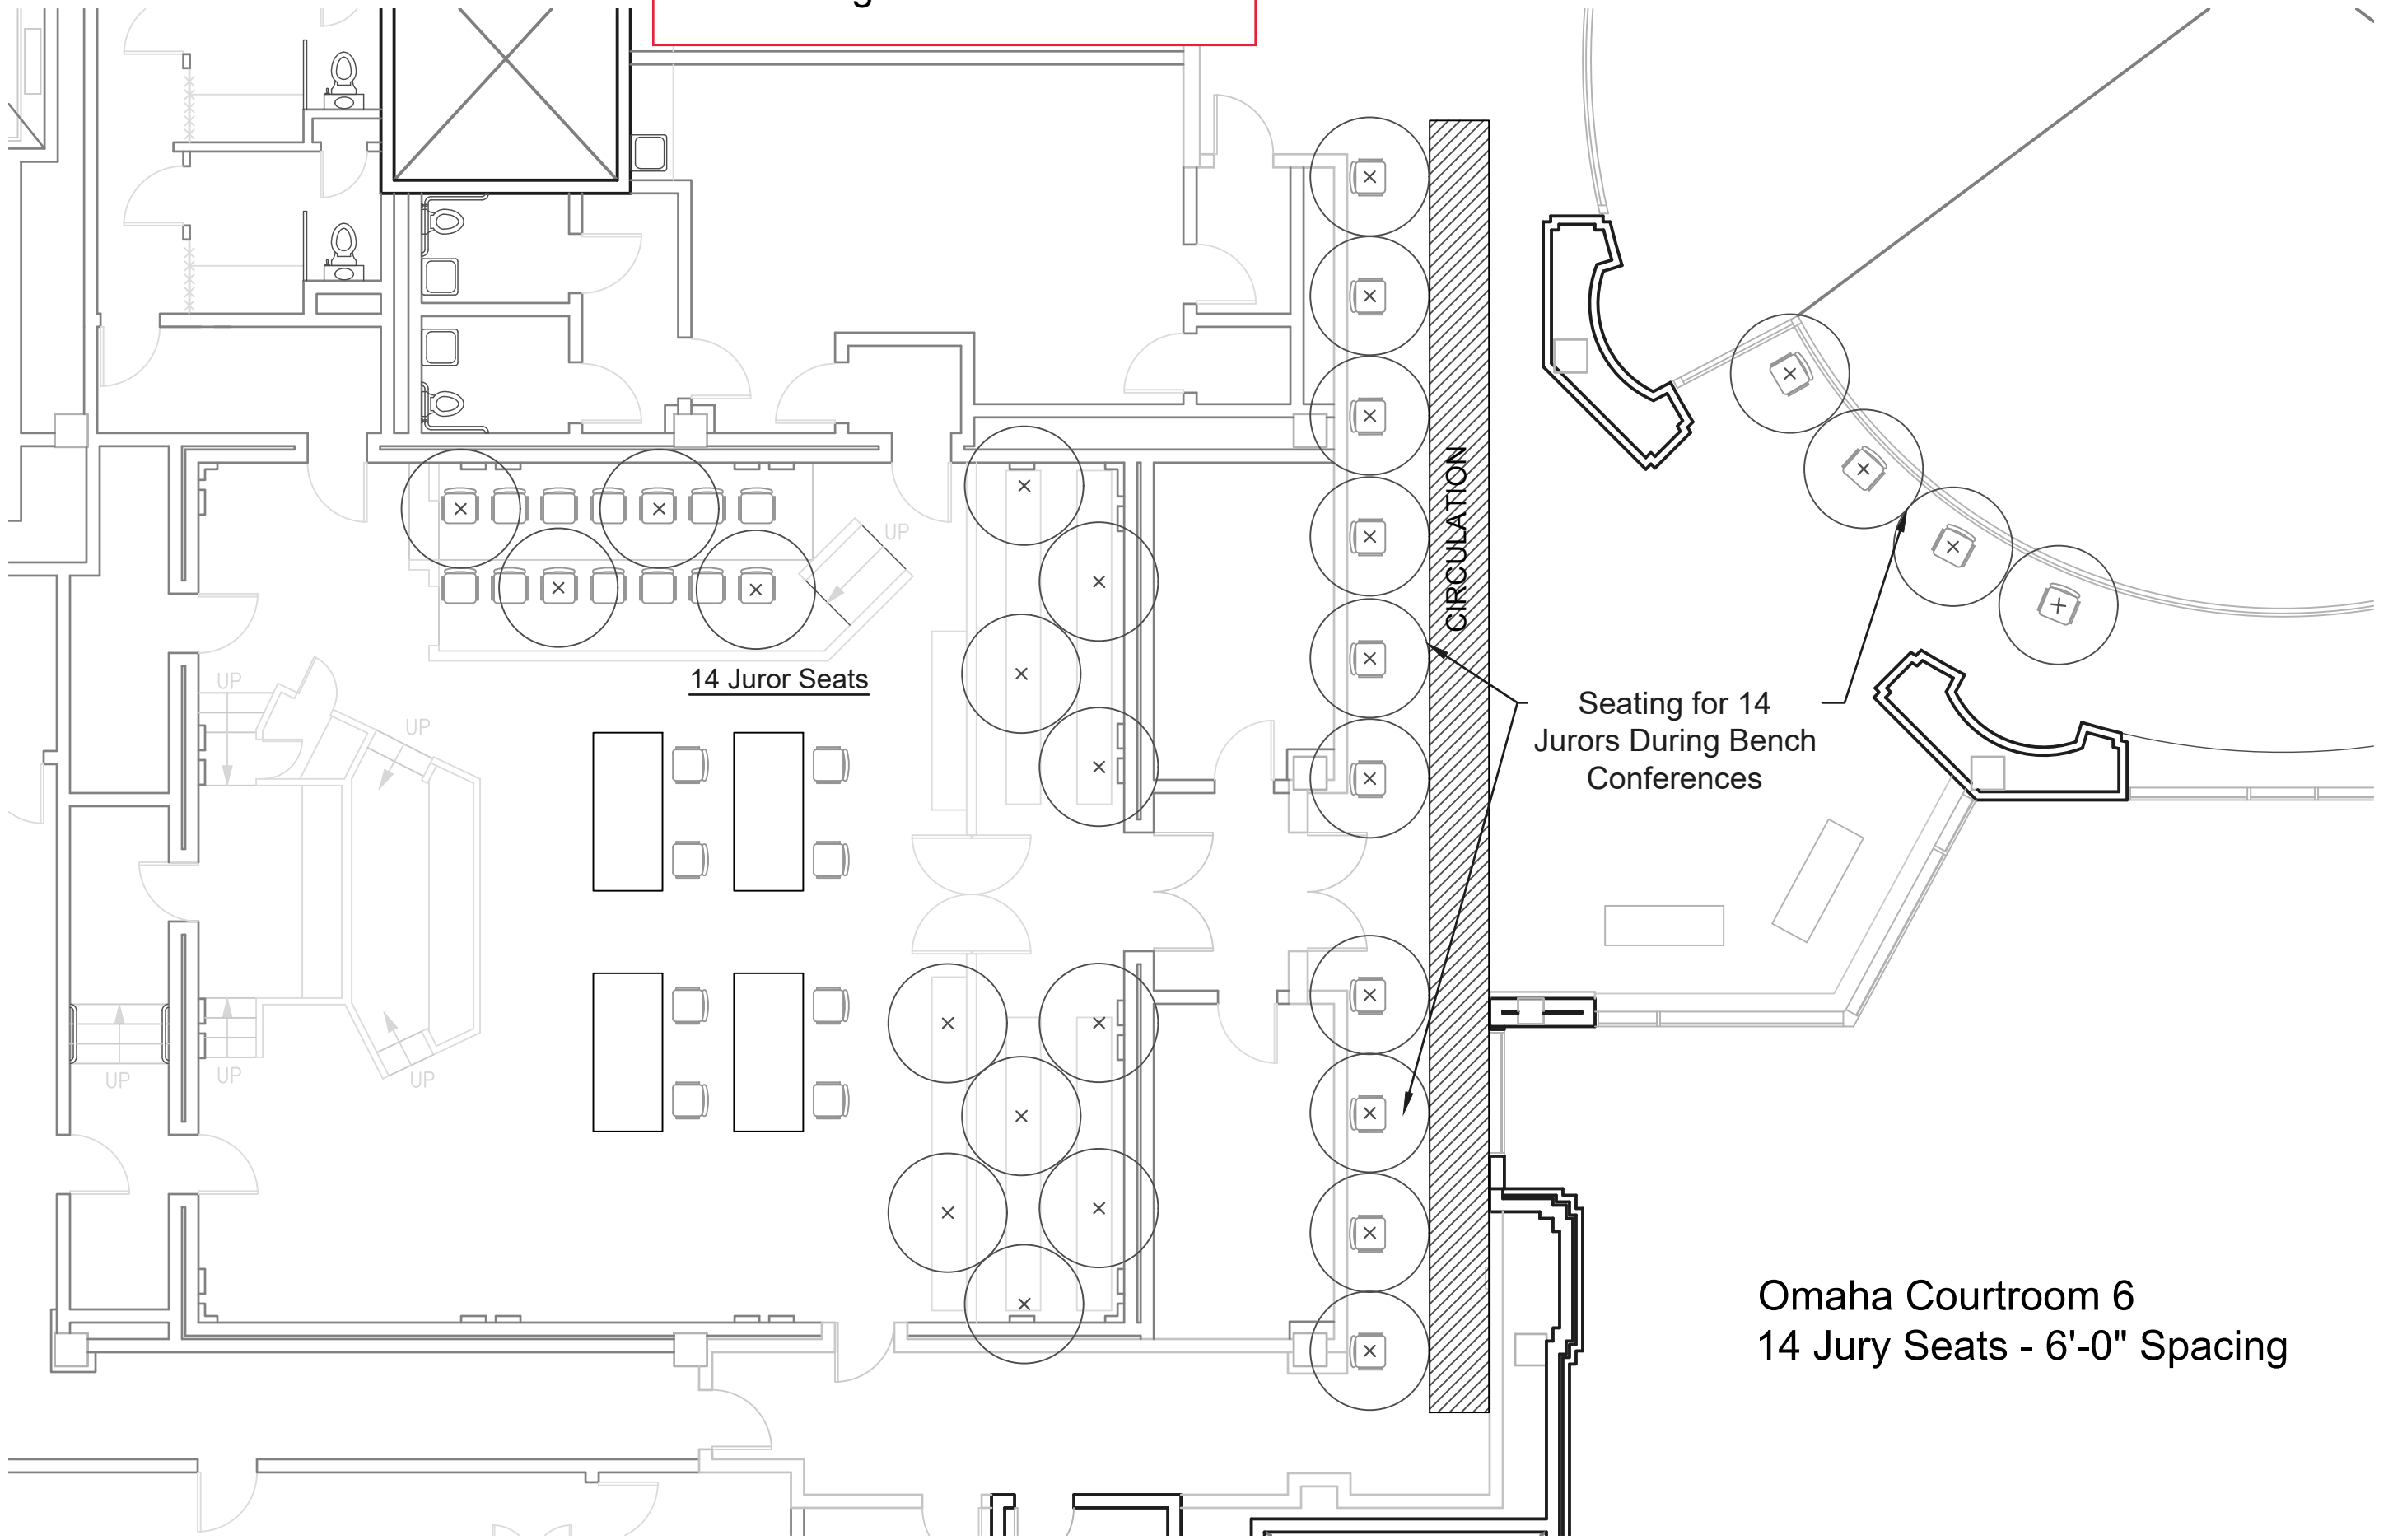 UP
CIRCULATION
14 Juror Seats
UP
UP
Seating for 14
Jurors During Bench
Conferences
UP
UP
UP
Omaha Courtroom 6
14 Jury Seats - 6'-0" Spacing